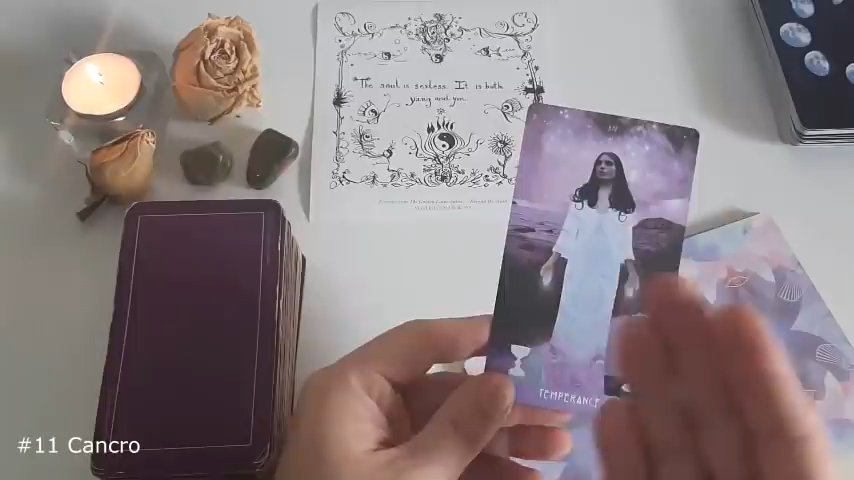 The soul is sexless. It is both
yang and yin.
TEMPERANCE
#11 Cancro